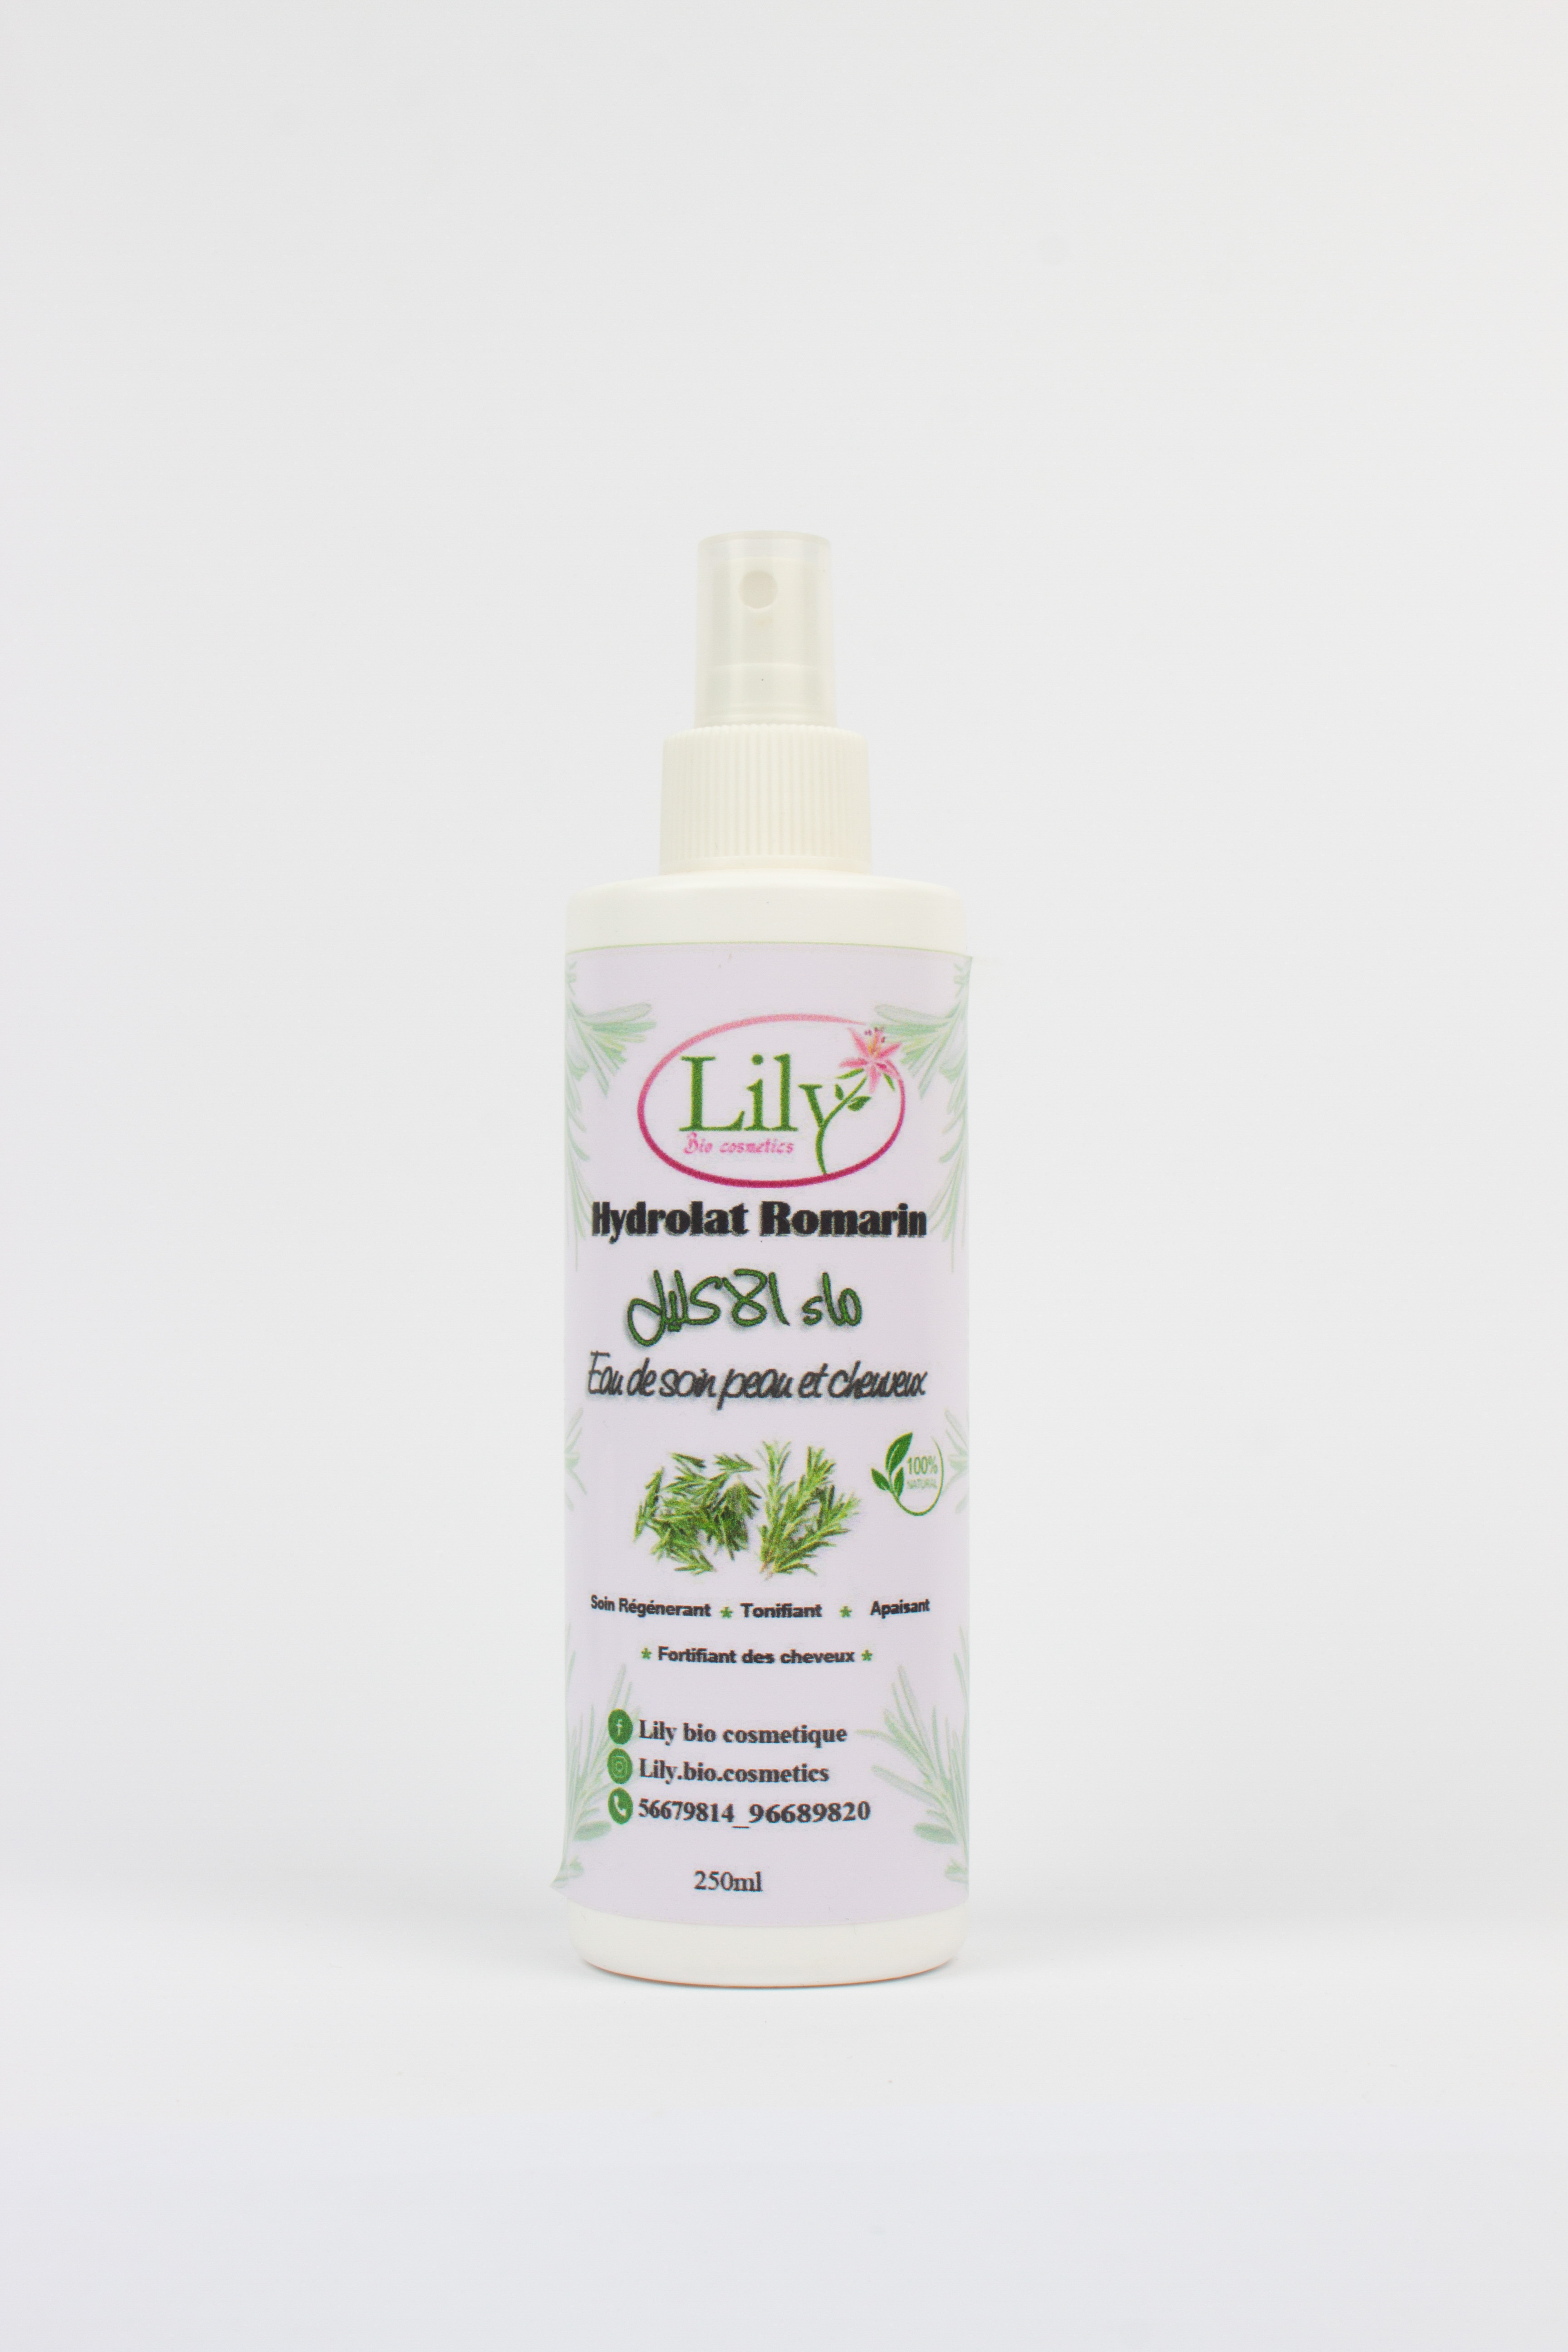 Lily
Bio cosmetics
Hydrolat Romarin
ماء الاكليل
Eau de soin peau et cheuveux
100%
NATURAL
Soin Régénerant * Tonifiant * Apaisant
* Fortifiant des cheveux *
Lily bio cosmetique
Lily.bio.cosmetics
56679814_96689820
250ml